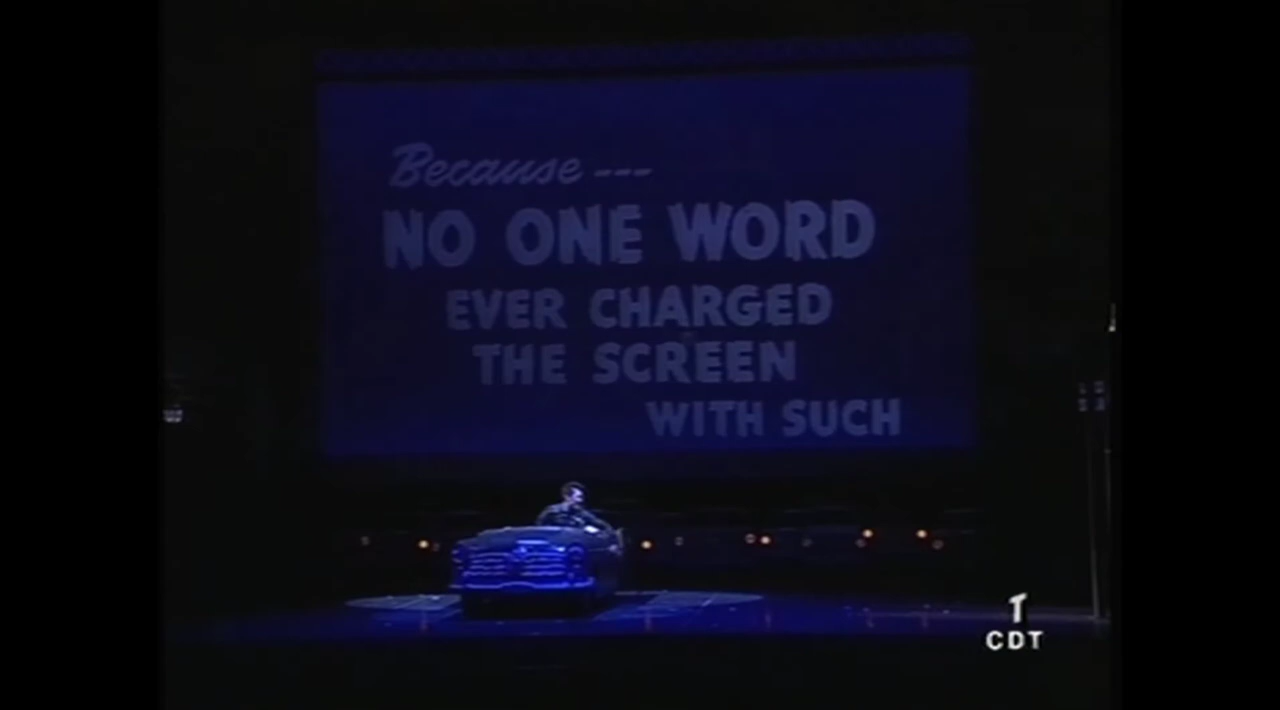 Because ---
NO ONE WORD
EVER CHARGED
THE SCREEN
WITH SUCH
T
CDT